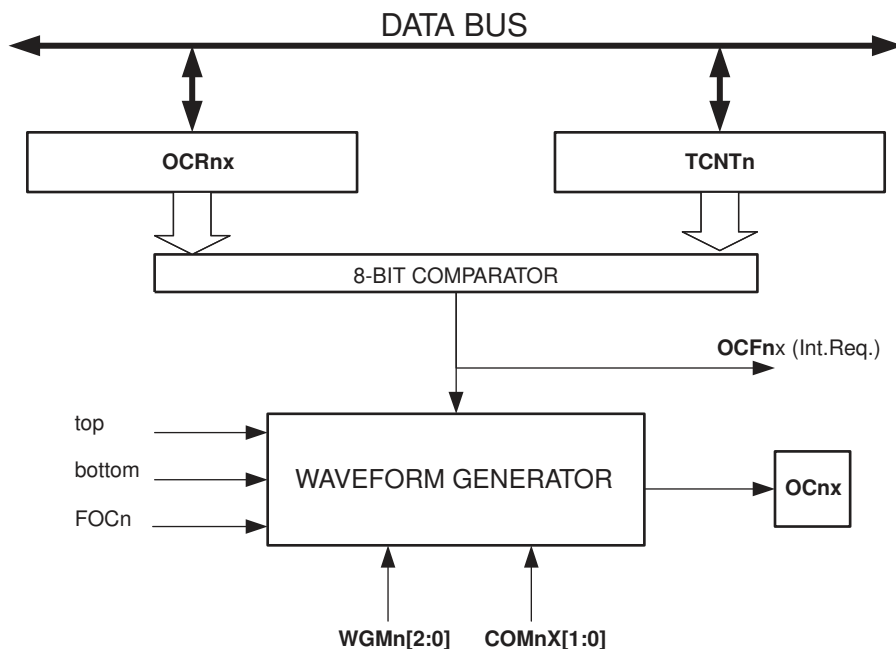 DATA BUS
OCRnx
TCNTn
8-BIT COMPARATOR
OCFnx (Int.Req.)
top
bottom
FOCn
WAVEFORM GENERATOR
OCnx
WGMn[2:0]
COMnX[1:0]